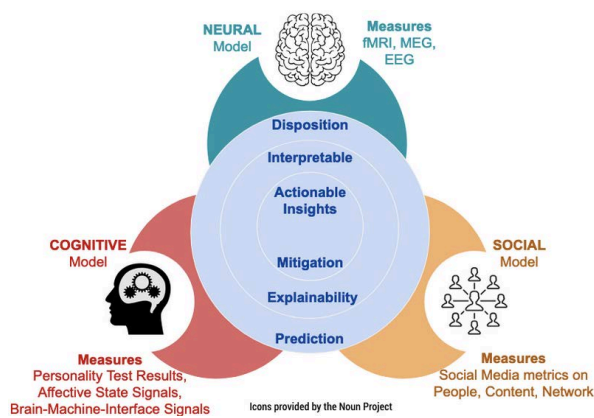 NEURAL
Model
Measures
fMRI, MEG,
EEG
Disposition
Interpretable
Actionable
Insights
Mitigation
Explainability
Prediction
COGNITIVE
Model
Measures
Personality Test Results,
Affective State Signals,
Brain-Machine-Interface Signals
SOCIAL
Model
Measures
Social Media metrics on
People, Content, Network
Icons provided by the Noun Project